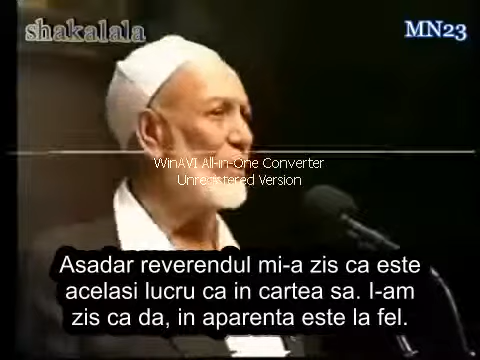 shakalala
MN23
WinAVI All-in-One Converter
Unregistered Version
Asadar reverendul mi-a zis ca este
acelasi lucru ca in cartea sa. I-am
zis ca da, in aparenta este la fel.